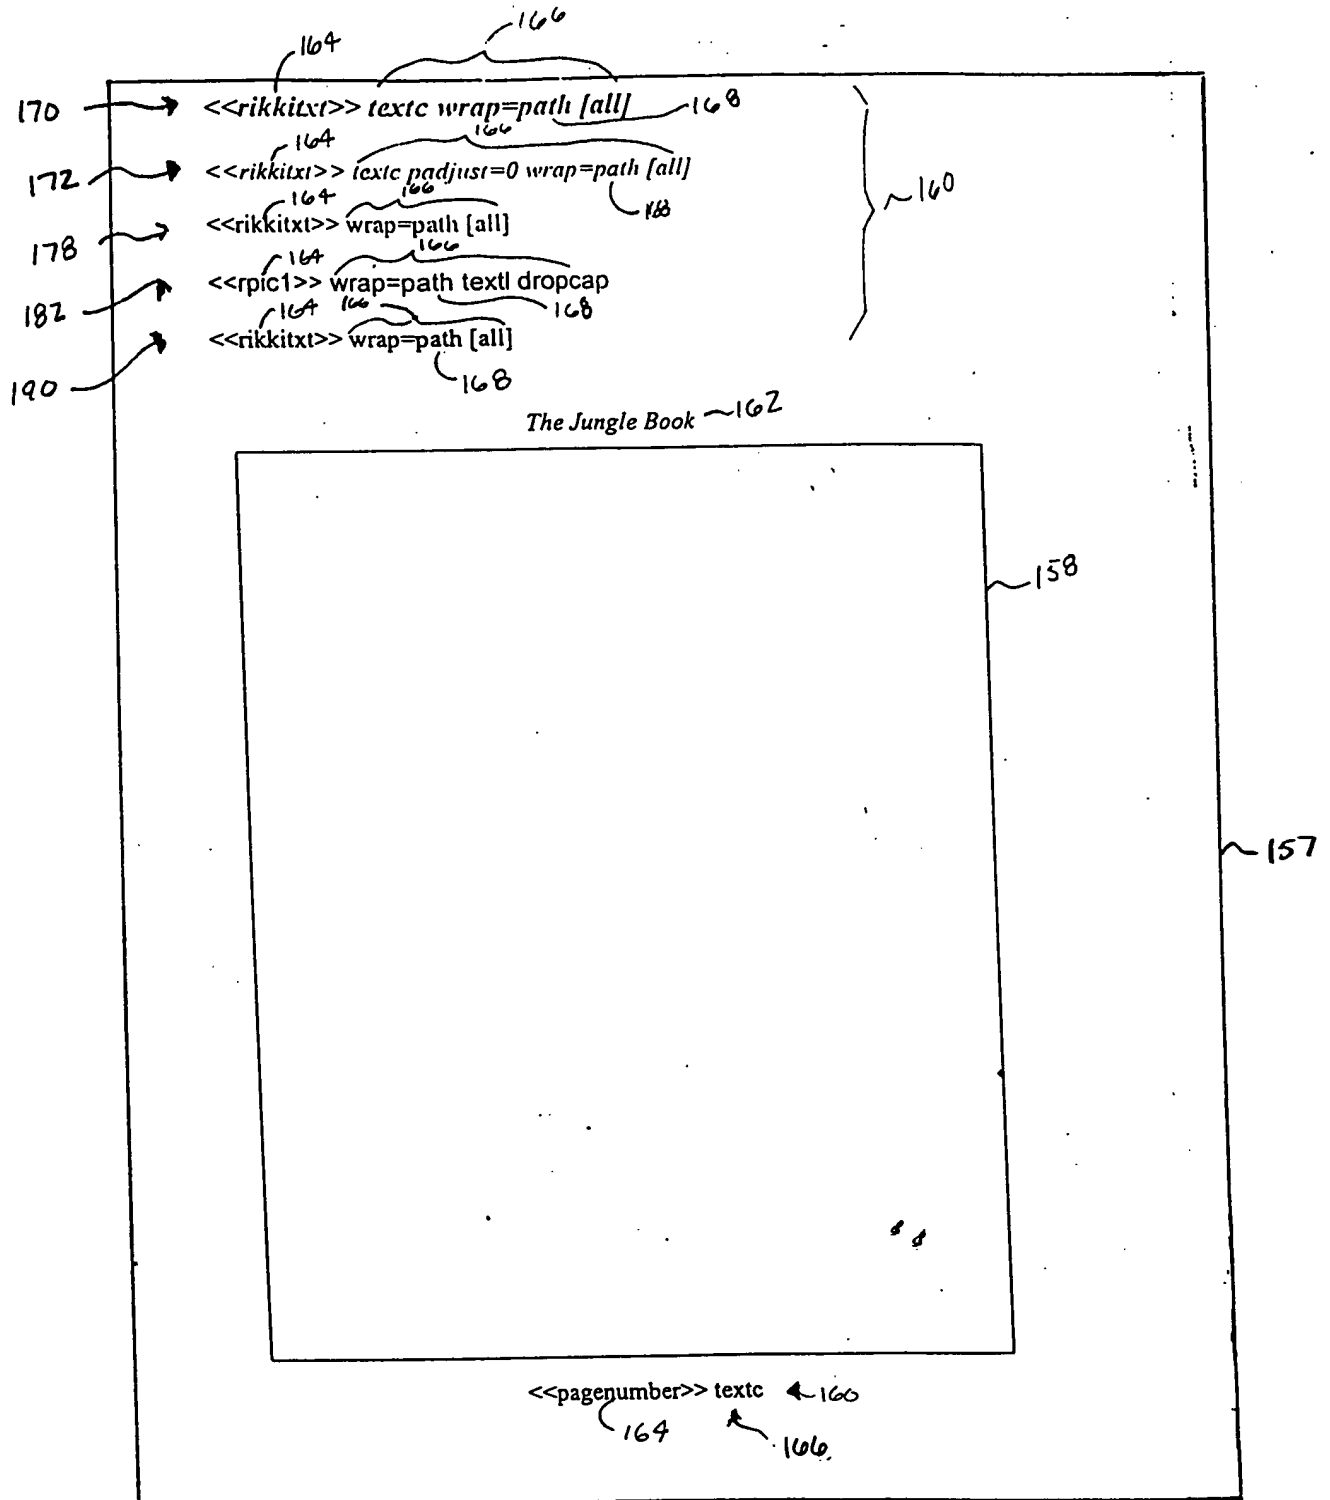 166
164
170 <<rikkitxt>> textc wrap=path [all] 168
164 166
172 <<rikkitxt>> textc padjust=0 wrap=path [all]
164 166 168
178 <<rikkitxt>> wrap=path [all]
164 166
182 <<rpic1>> wrap=path textl dropcap
164 166 168
190 <<rikkitxt>> wrap=path [all]
168
160
The Jungle Book 162
158
157
<<pagenumber>> textc 160
164 166